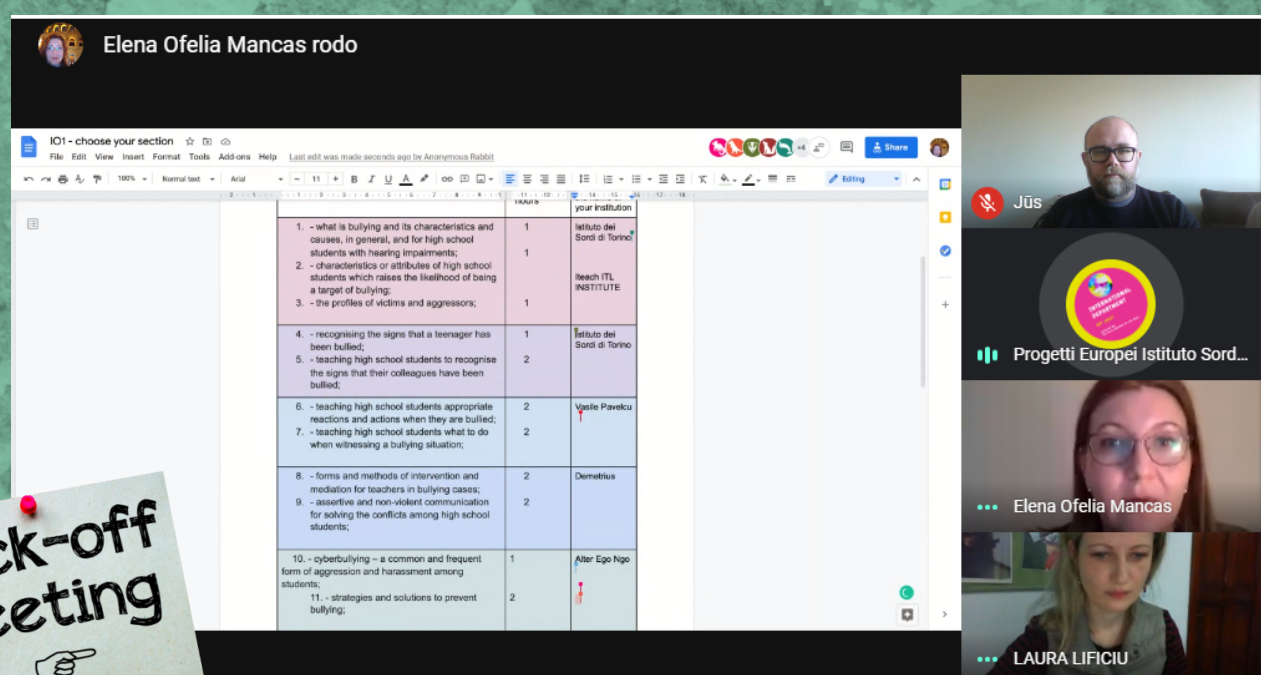 Elena Ofelia Mancas rodo
IO1 - choose your section
File Edit View Insert Format Tools Add-ons Help Last edit was made seconds ago by Anonymous Rabbit
+4
Share
100% Normal text Arial 11 B I U A Editing
hours
your institution
1. - what is bullying and its characteristics and
causes, in general, and for high school
students with hearing impairments;
2. - characteristics or attributes of high school
students which raises the likelihood of being
a target of bullying;
3. - the profiles of victims and aggressors;
1
1
1
Istituto dei
Sordi di Torino
Iteach ITL
INSTITUTE
4. - recognising the signs that a teenager has
been bullied;
5. - teaching high school students to recognise
the signs that their colleagues have been
bullied;
1
2
Istituto dei
Sordi di Torino
6. - teaching high school students appropriate
reactions and actions when they are bullied;
7. - teaching high school students what to do
when witnessing a bullying situation;
2
2
Vasile Pavelcu
8. - forms and methods of intervention and
mediation for teachers in bullying cases;
9. - assertive and non-violent communication
for solving the conflicts among high school
students;
2
2
Demetrius
10. - cyberbullying – a common and frequent
form of aggression and harassment among
students;
11. - strategies and solutions to prevent
bullying;
1
2
Alter Ego Ngo
Jūs
INTERNATIONAL
DEPARTMENT
Progetti Europei Istituto Sord...
Elena Ofelia Mancas
LAURA LIFICIU
ck-off
eeting